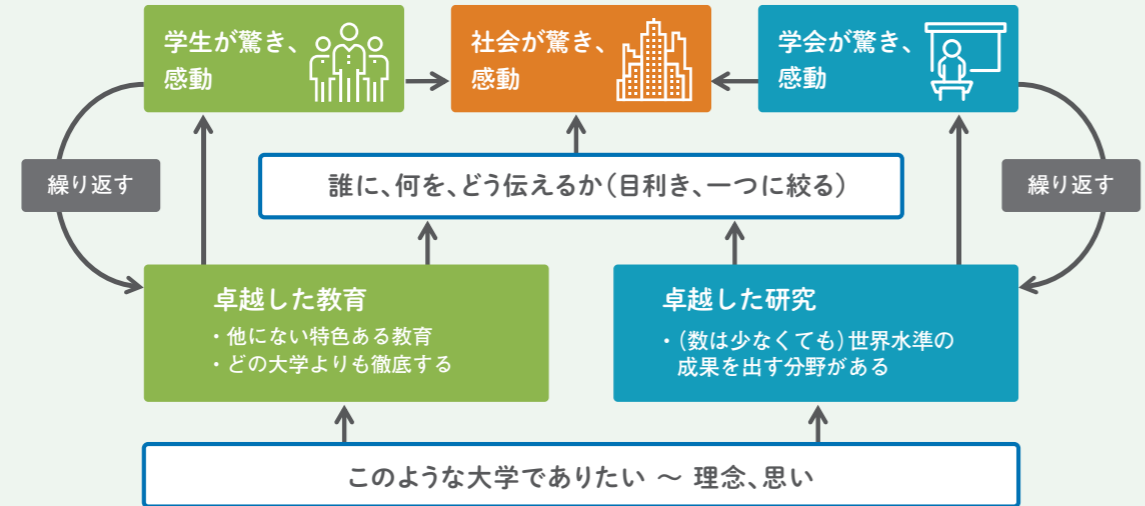 学生が驚き、
感動
社会が驚き、
感動
学会が驚き、
感動
繰り返す
誰に、何を、どう伝えるか（目利き、一つに絞る）
繰り返す
卓越した教育
・他にない特色ある教育
・どの大学よりも徹底する
卓越した研究
・（数は少なくても）世界水準の
成果を出す分野がある
このような大学でありたい ～ 理念、思い